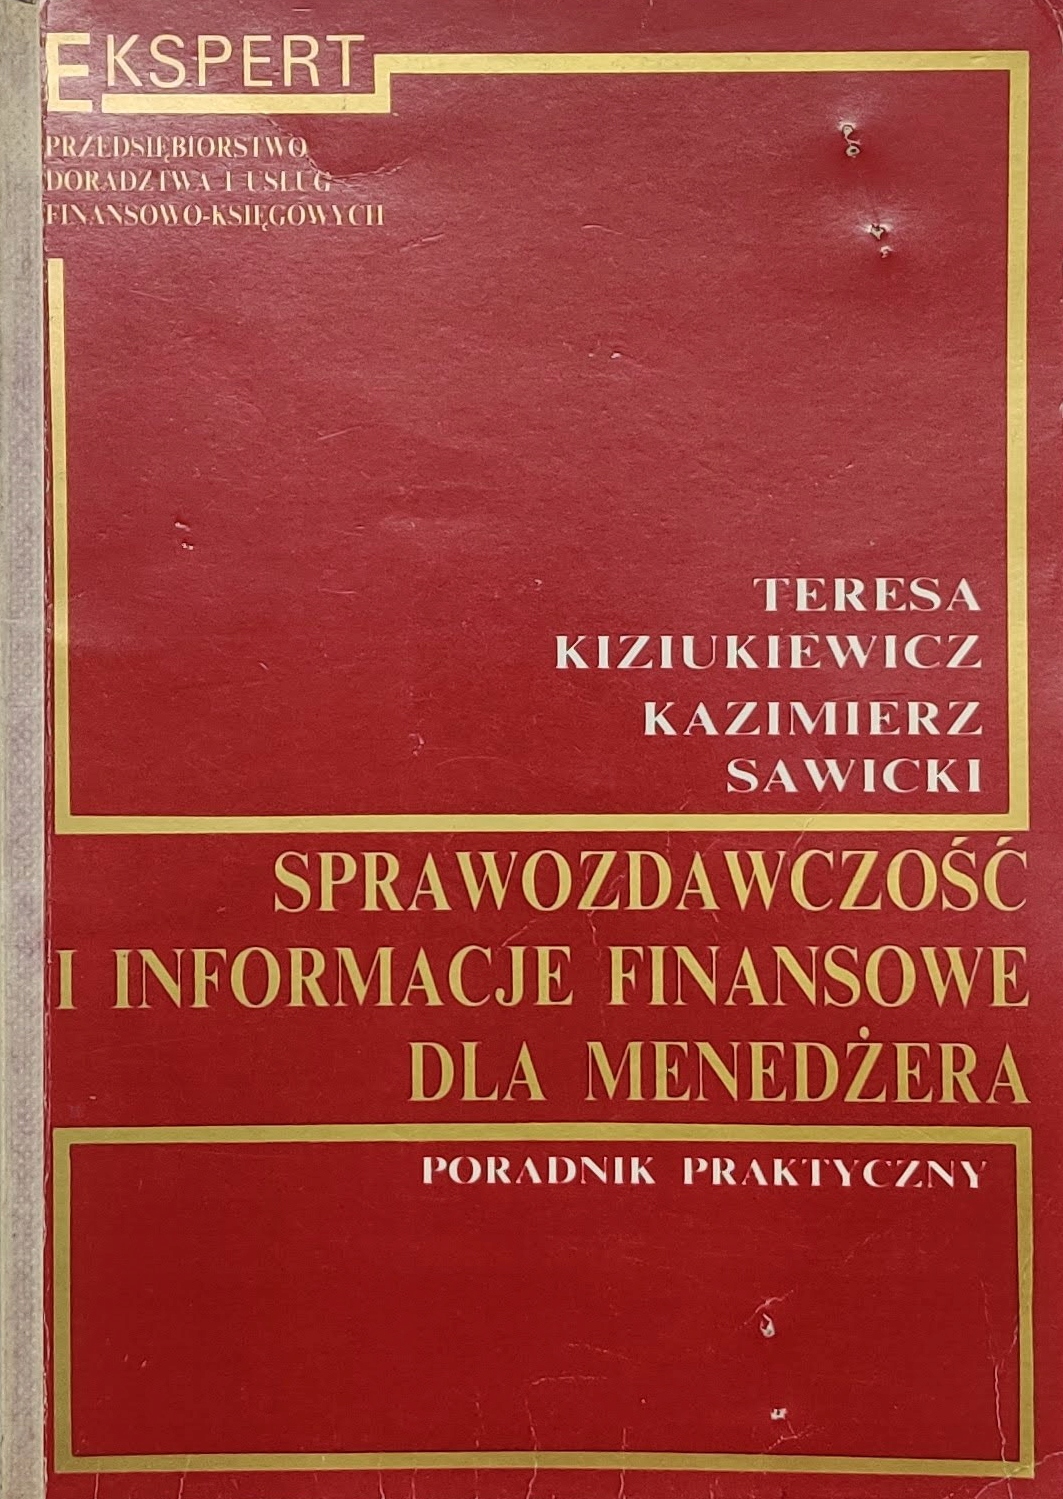 EKSPERT
PRZEDSIĘBIORSTWO
DORADZTWA I USŁUG
FINANSOWO-KSIĘGOWYCH
TERESA
KIZIUKIEWICZ
KAZIMIERZ
SAWICKI
SPRAWOZDAWCZOŚĆ
I INFORMACJE FINANSOWE
DLA MENEDŻERA
PORADNIK PRAKTYCZNY